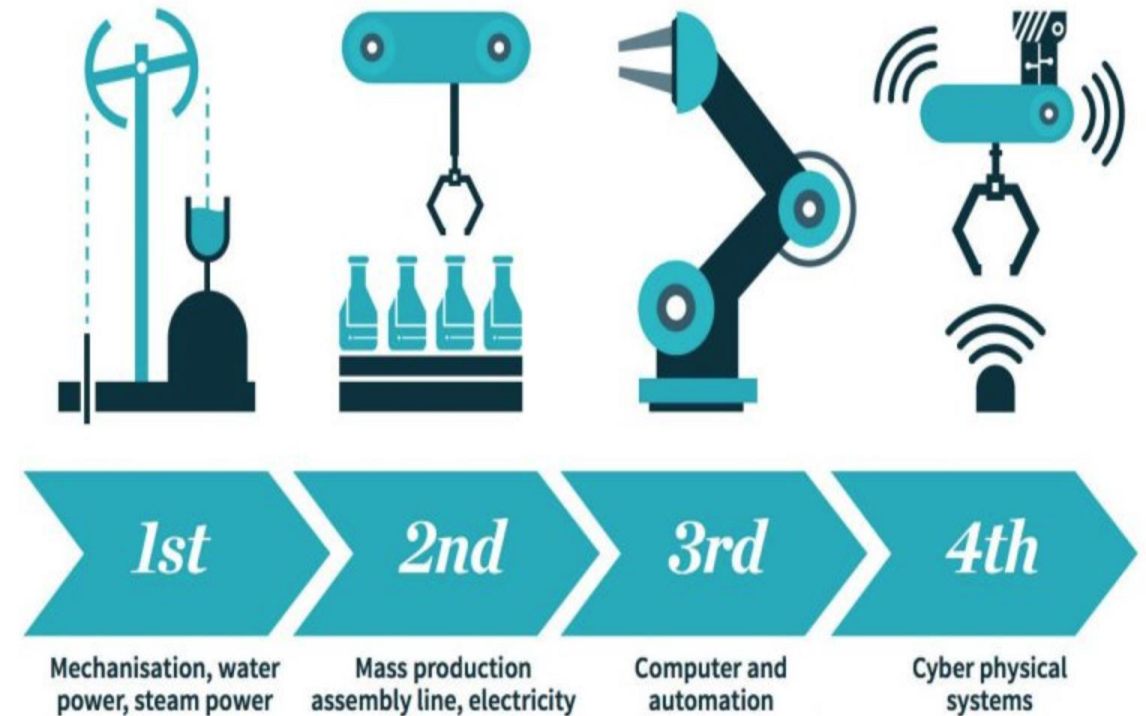 1st
2nd
3rd
4th
Mechanisation, water
power, steam power
Mass production
assembly line, electricity
Computer and
automation
Cyber physical
systems